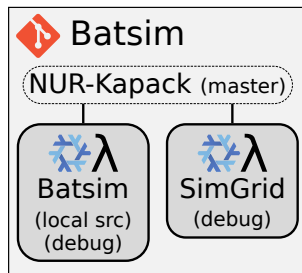 Batsim
NUR-Kapack (master)
λ
Batsim
(local src)
(debug)
λ
SimGrid
(debug)